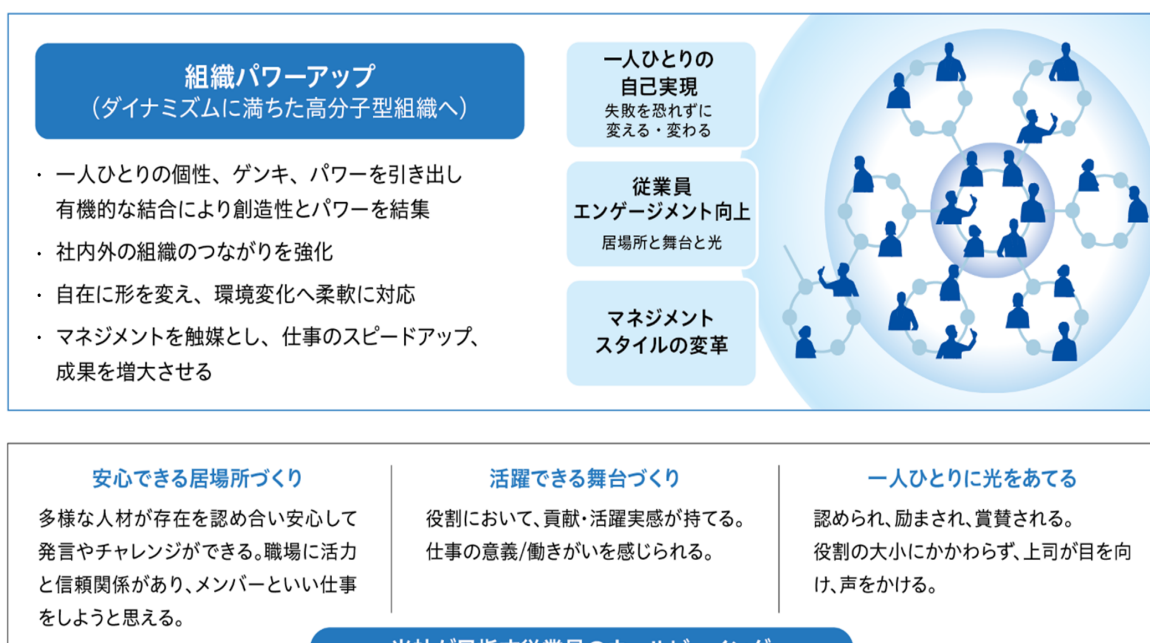 組織パワーアップ
（ダイナミズムに満ちた高分子型組織へ）
・ 一人ひとりの個性、ゲンキ、パワーを引き出し
有機的な結合により創造性とパワーを結集
・ 社内外の組織のつながりを強化
・ 自在に形を変え、環境変化へ柔軟に対応
・ マネジメントを触媒とし、仕事のスピードアップ、
成果を増大させる
一人ひとりの
自己実現
失敗を恐れずに
変える・変わる
従業員
エンゲージメント向上
居場所と舞台と光
マネジメント
スタイルの変革
安心できる居場所づくり
多様な人材が存在を認め合い安心して
発言やチャレンジができる。職場に活力
と信頼関係があり、メンバーといい仕事
をしようと思える。
活躍できる舞台づくり
役割において、貢献・活躍実感が持てる。
仕事の意義/働きがいを感じられる。
一人ひとりに光をあてる
認められ、励まされ、賞賛される。
役割の大小にかかわらず、上司が目を向
け、声をかける。